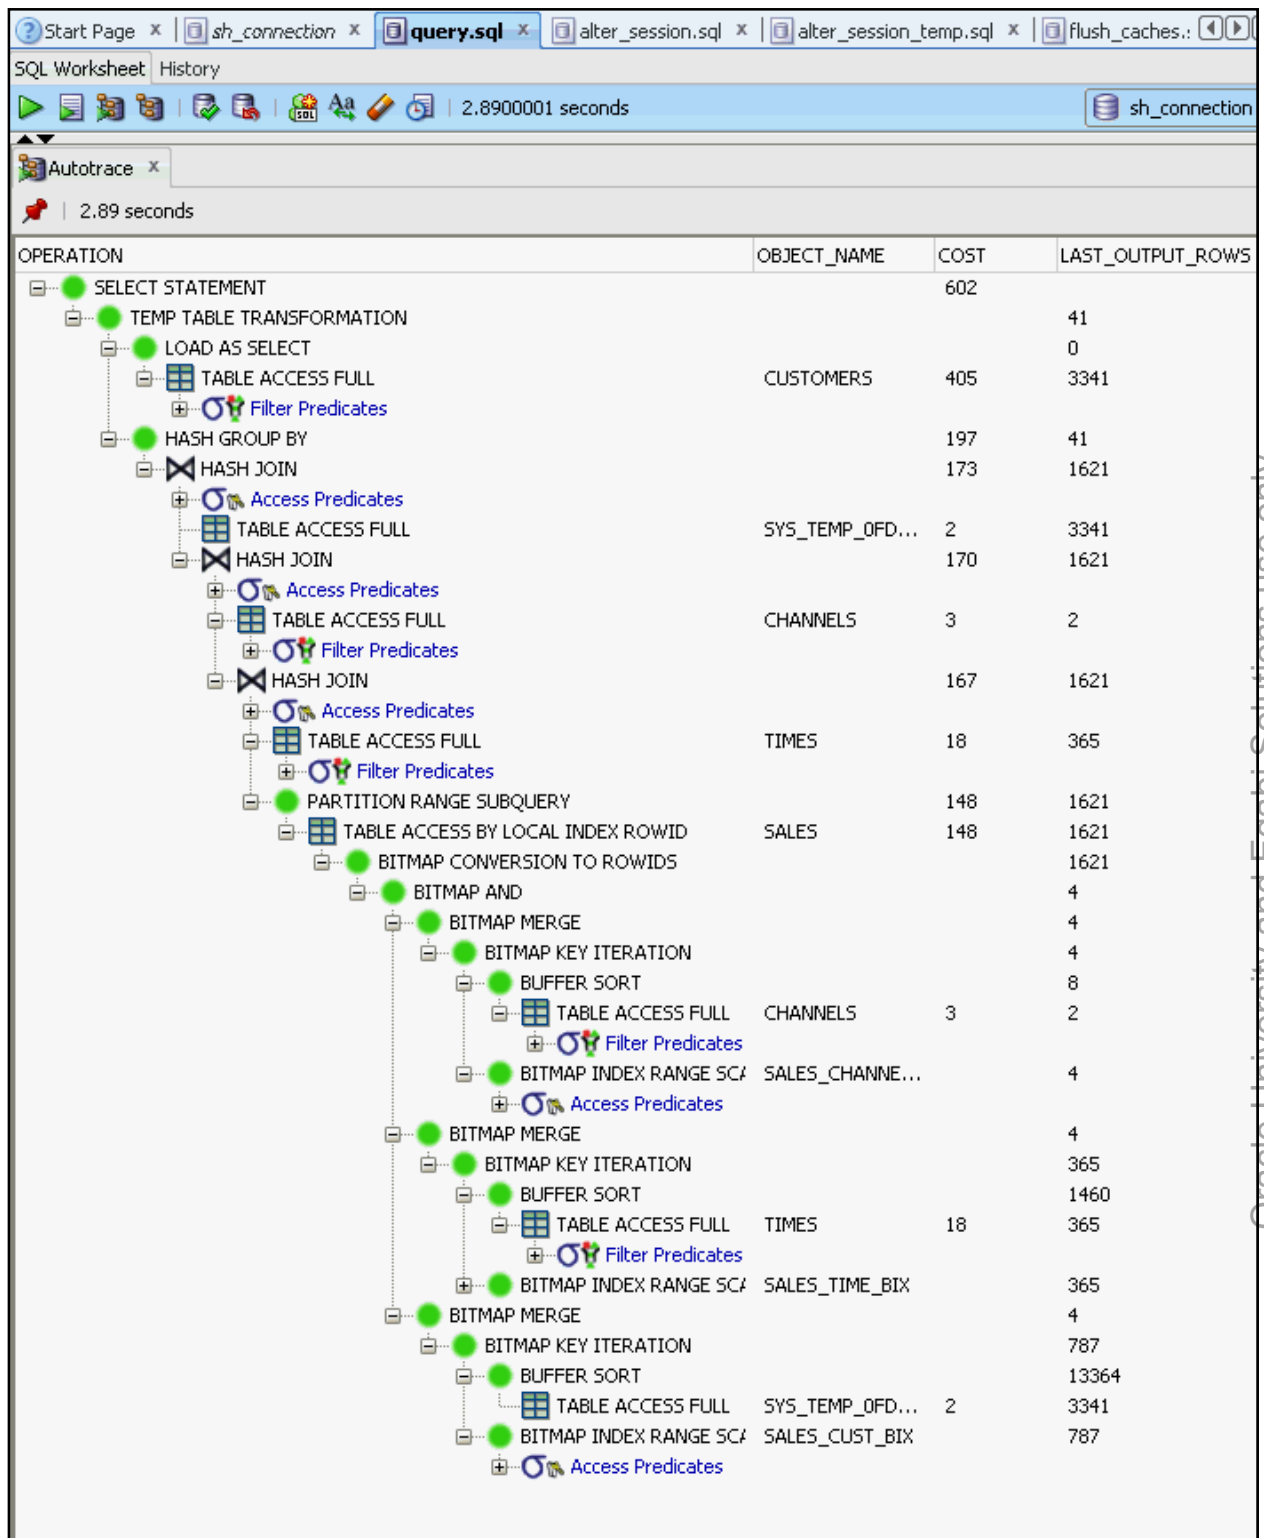 Start Page x sh_connection x query.sql x alter_session.sql x alter_session_temp.sql x flush_caches.:
SQL Worksheet History
2.8900001 seconds sh_connection
Autotrace x
2.89 seconds
OPERATION OBJECT_NAME COST LAST_OUTPUT_ROWS
SELECT STATEMENT 602
TEMP TABLE TRANSFORMATION 41
LOAD AS SELECT 0
TABLE ACCESS FULL CUSTOMERS 405 3341
Filter Predicates
HASH GROUP BY 197 41
HASH JOIN 173 1621
Access Predicates
TABLE ACCESS FULL SYS_TEMP_0FD... 2 3341
HASH JOIN 170 1621
Access Predicates
TABLE ACCESS FULL CHANNELS 3 2
Filter Predicates
HASH JOIN 167 1621
Access Predicates
TABLE ACCESS FULL TIMES 18 365
Filter Predicates
PARTITION RANGE SUBQUERY 148 1621
TABLE ACCESS BY LOCAL INDEX ROWID SALES 148 1621
BITMAP CONVERSION TO ROWIDS 1621
BITMAP AND 4
BITMAP MERGE 4
BITMAP KEY ITERATION 4
BUFFER SORT 8
TABLE ACCESS FULL CHANNELS 3 2
Filter Predicates
BITMAP INDEX RANGE SCA SALES_CHANNE... 4
Access Predicates
BITMAP MERGE 4
BITMAP KEY ITERATION 365
BUFFER SORT 1460
TABLE ACCESS FULL TIMES 18 365
Filter Predicates
BITMAP INDEX RANGE SCA SALES_TIME_BIX 365
BITMAP MERGE 4
BITMAP KEY ITERATION 787
BUFFER SORT 13364
TABLE ACCESS FULL SYS_TEMP_0FD... 2 3341
BITMAP INDEX RANGE SCA SALES_CUST_BIX 787
Access Predicates